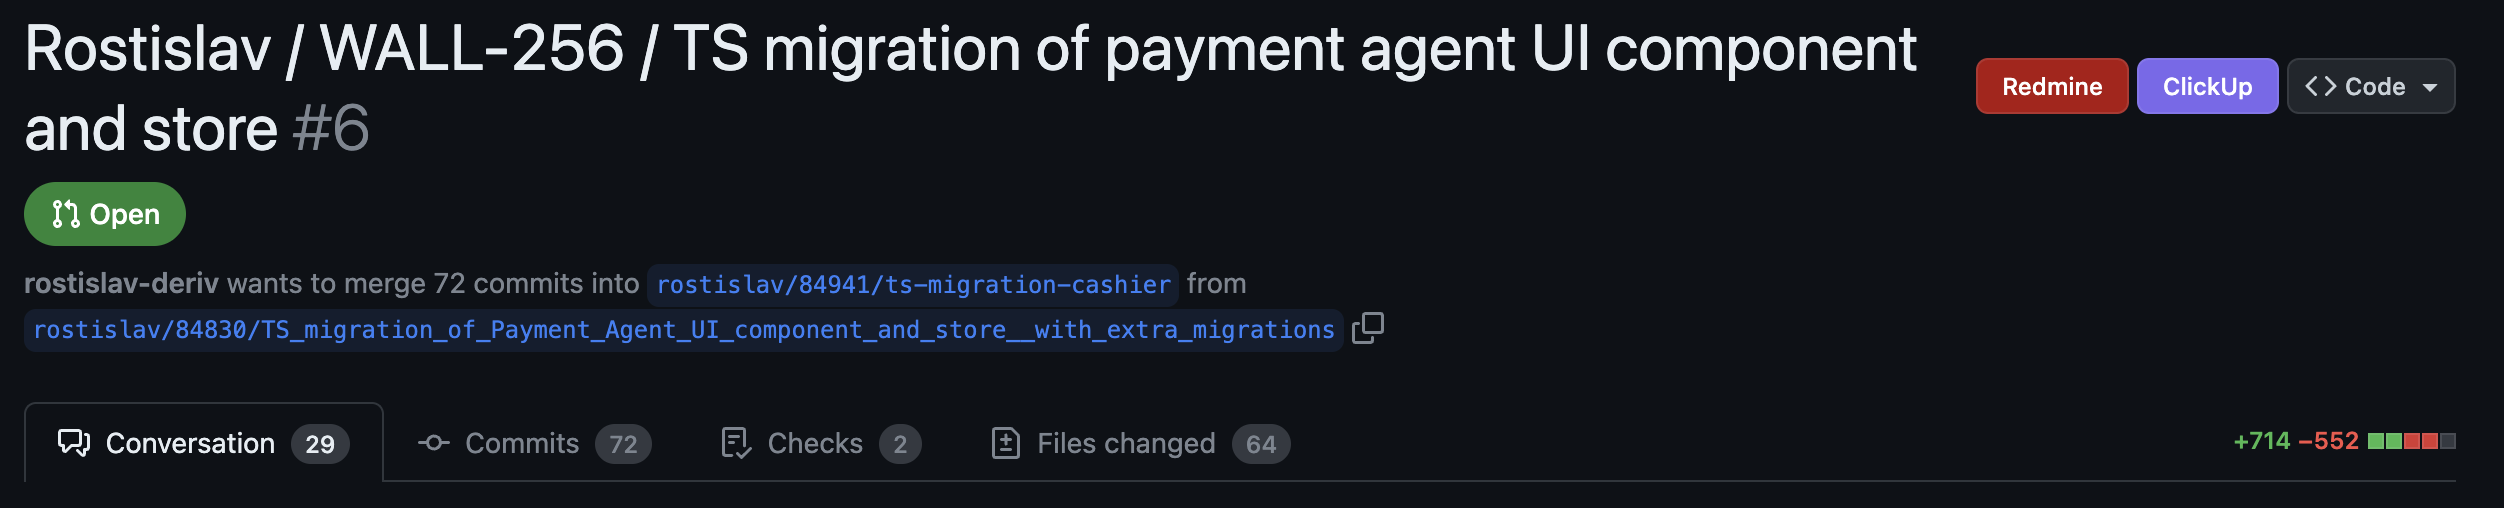 Rostislav / WALL-256 / TS migration of payment agent UI component
and store #6
Redmine
ClickUp
<> Code
Open
rostislav-deriv wants to merge 72 commits into rostislav/84941/ts-migration-cashier from
rostislav/84830/TS_migration_of_Payment_Agent_UI_component_and_store__with_extra_migrations
Conversation 29
Commits 72
Checks 2
Files changed 64
+714 −552